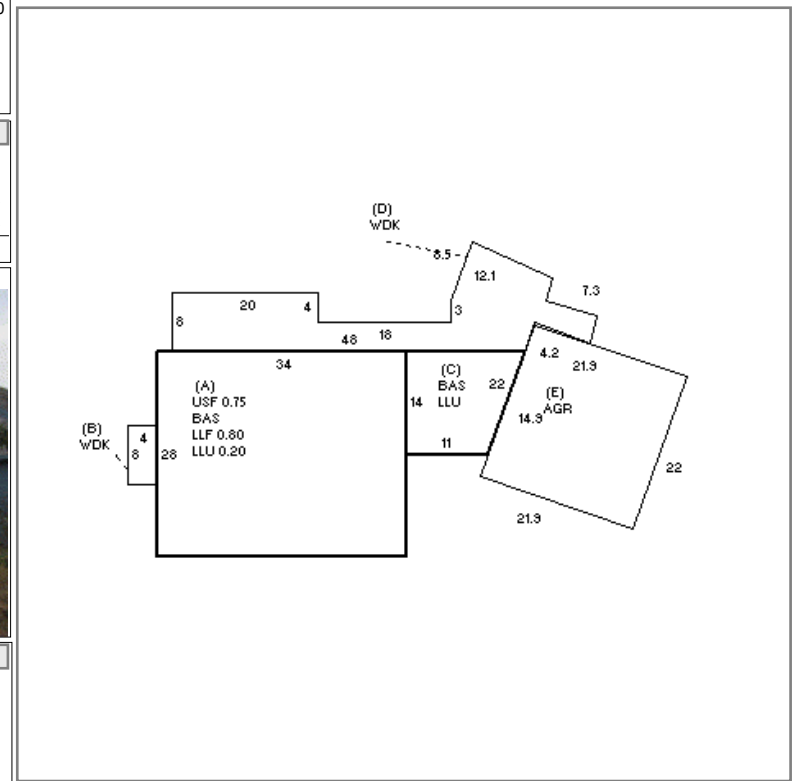 (D)
WDK
8.5
12.1
7.3
20
4
3
8
48
18
34
4.2
21.9
(A)
USF 0.75
BAS
LLF 0.80
LLU 0.20
(C)
BAS
LLU
22
14
(E)
AGR
14.9
(B)
WDK
4
8
28
11
22
21.9